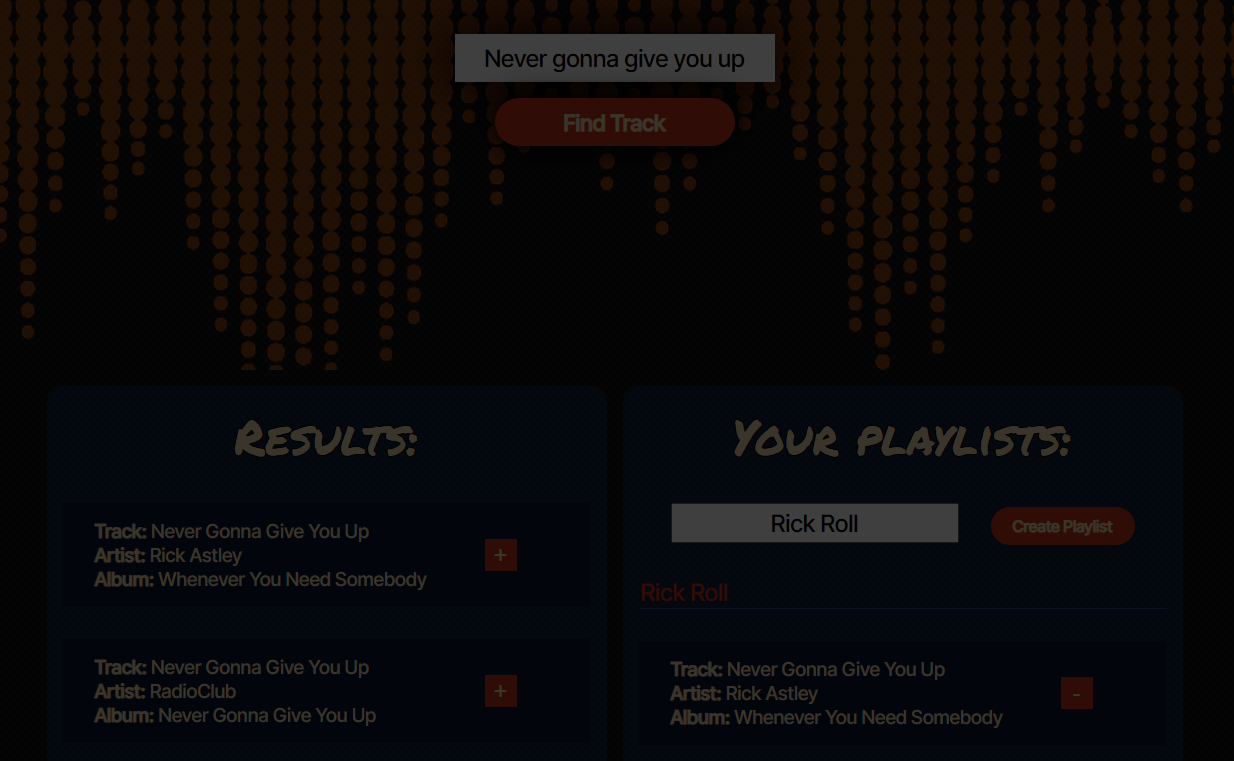 Never gonna give you up
Find Track
Results:
Track: Never Gonna Give You Up
Artist: Rick Astley
Album: Whenever You Need Somebody
+
Track: Never Gonna Give You Up
Artist: RadioClub
Album: Never Gonna Give You Up
+
Your playlists:
Rick Roll
Create Playlist
Rick Roll
Track: Never Gonna Give You Up
Artist: Rick Astley
Album: Whenever You Need Somebody
-